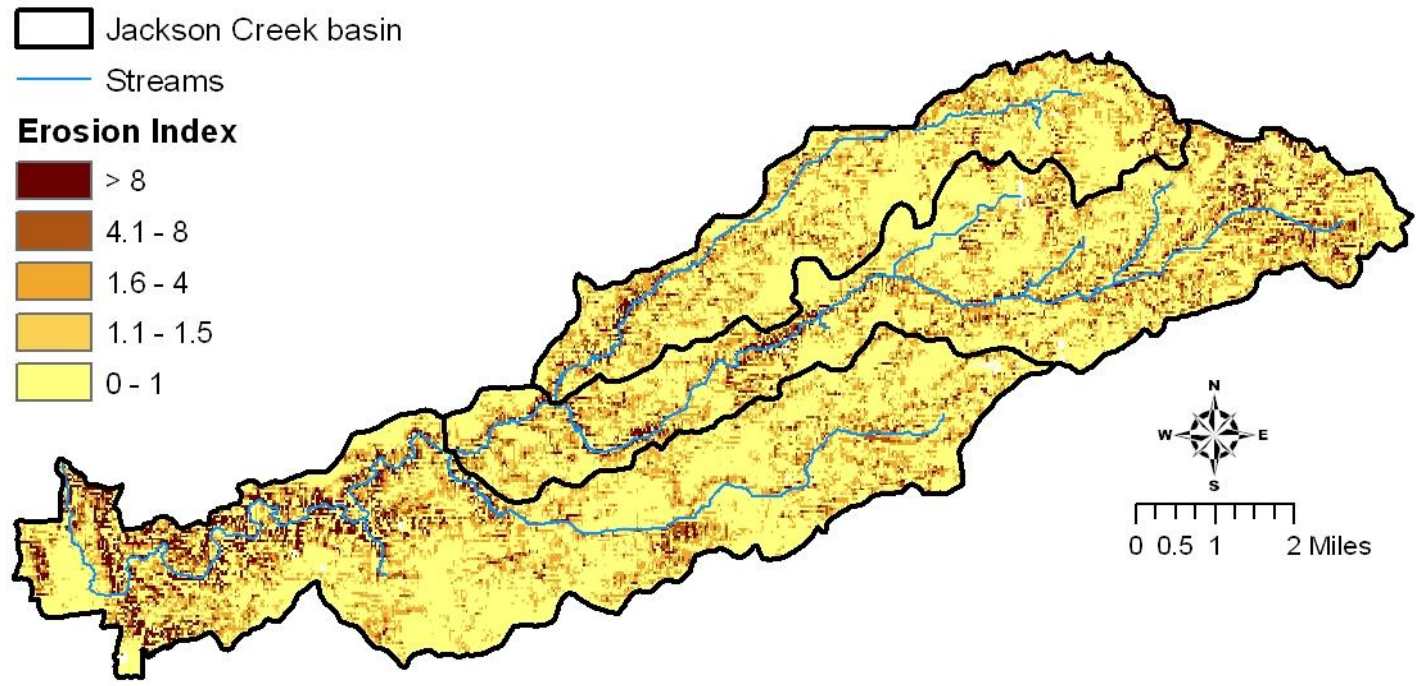 Jackson Creek basin
Streams
Erosion Index
> 8
4.1 - 8
1.6 - 4
1.1 - 1.5
0 - 1
N
W E
S
0 0.5 1 2 Miles